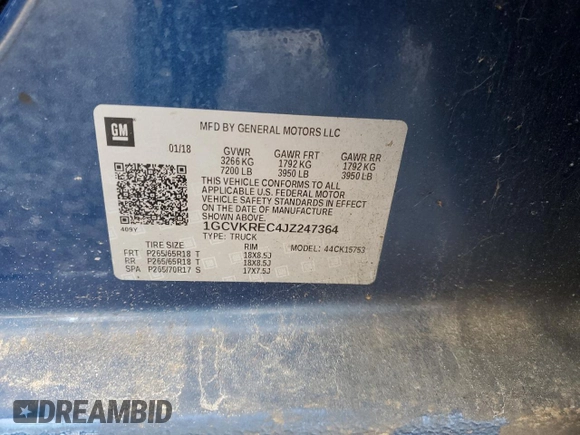 GM
MFD BY GENERAL MOTORS LLC
01/18 GVWR GAWR FRT GAWR RR
3266 KG 1792 KG 1792 KG
7200 LB 3950 LB 3950 LB
THIS VEHICLE CONFORMS TO ALL
APPLICABLE U.S. FEDERAL MOTOR
VEHICLE SAFETY STANDARDS IN EFFECT
ON THE DATE OF MANUFACTURE
SHOWN ABOVE.
1GCVKREC4JZ247364
409Y TYPE: TRUCK MODEL: 44CK15753
TIRE SIZE RIM
FRT P265/65R18 T 18X8.5J
RR P265/65R18 T 18X8.5J
SPA P265/70R17 S 17X7.5J
DREAMBID